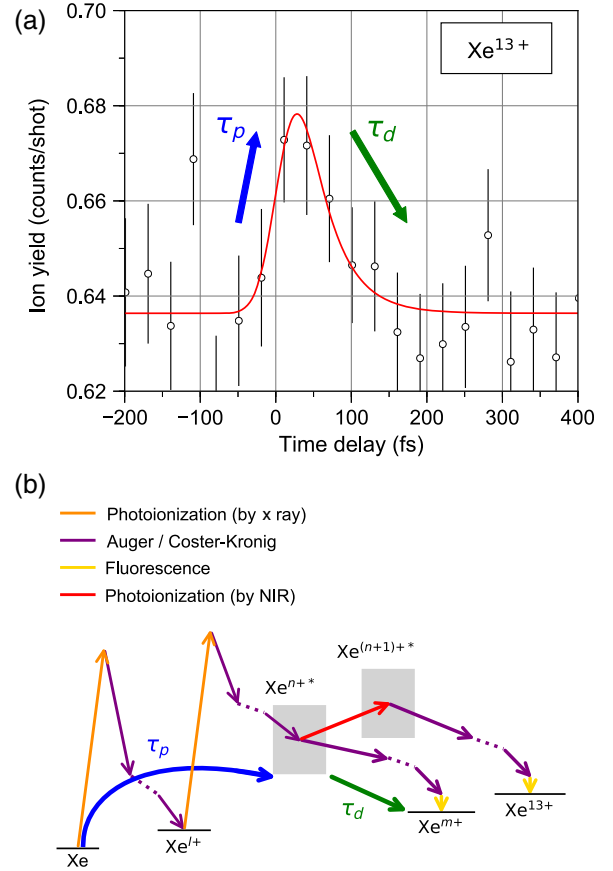 (a)
0.70
0.68
0.66
0.64
0.62
Ion yield (counts/shot)
Xe¹³⁺
τₚ
τ_d
−200 −100 0 100 200 300 400
Time delay (fs)
(b)
Photoionization (by x ray)
Auger / Coster-Kronig
Fluorescence
Photoionization (by NIR)
Xe⁽ⁿ⁺¹⁾⁺*
Xeⁿ⁺*
τₚ
τ_d
Xe Xeˡ⁺ Xeᵐ⁺ Xe¹³⁺